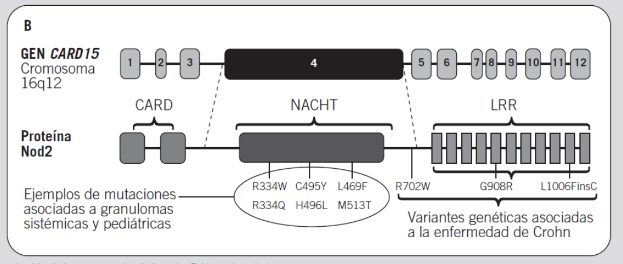 B
GEN CARD15
Cromosoma
16q12
1 2 3 4 5 6 7 8 9 10 11 12
CARD NACHT LRR
Proteína
Nod2
R334W C495Y L469F R702W G908R L1006FinsC
R334Q H496L M513T
Ejemplos de mutaciones
asociadas a granulomas
sistémicas y pediátricas
Variantes genéticas asociadas
a la enfermedad de Crohn